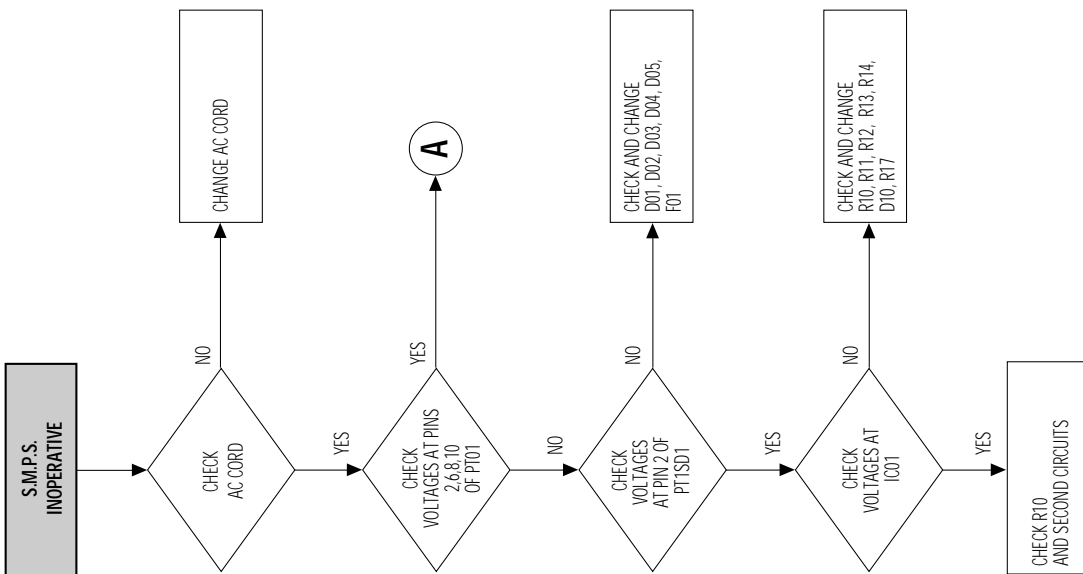 S.M.P.S.
INOPERATIVE
CHECK
AC CORD
NO
CHANGE AC CORD
YES
CHECK
VOLTAGES AT PINS
2,6,8,10
OF PT01
YES
A
NO
CHECK
VOLTAGES
AT PIN 2 OF
PT1SD1
NO
CHECK AND CHANGE
D01, D02, D03, D04, D05,
F01
YES
CHECK
VOLTAGES AT
IC01
NO
CHECK AND CHANGE
R10, R11, R12, R13, R14,
D10, R17
YES
CHECK R10
AND SECOND CIRCUITS